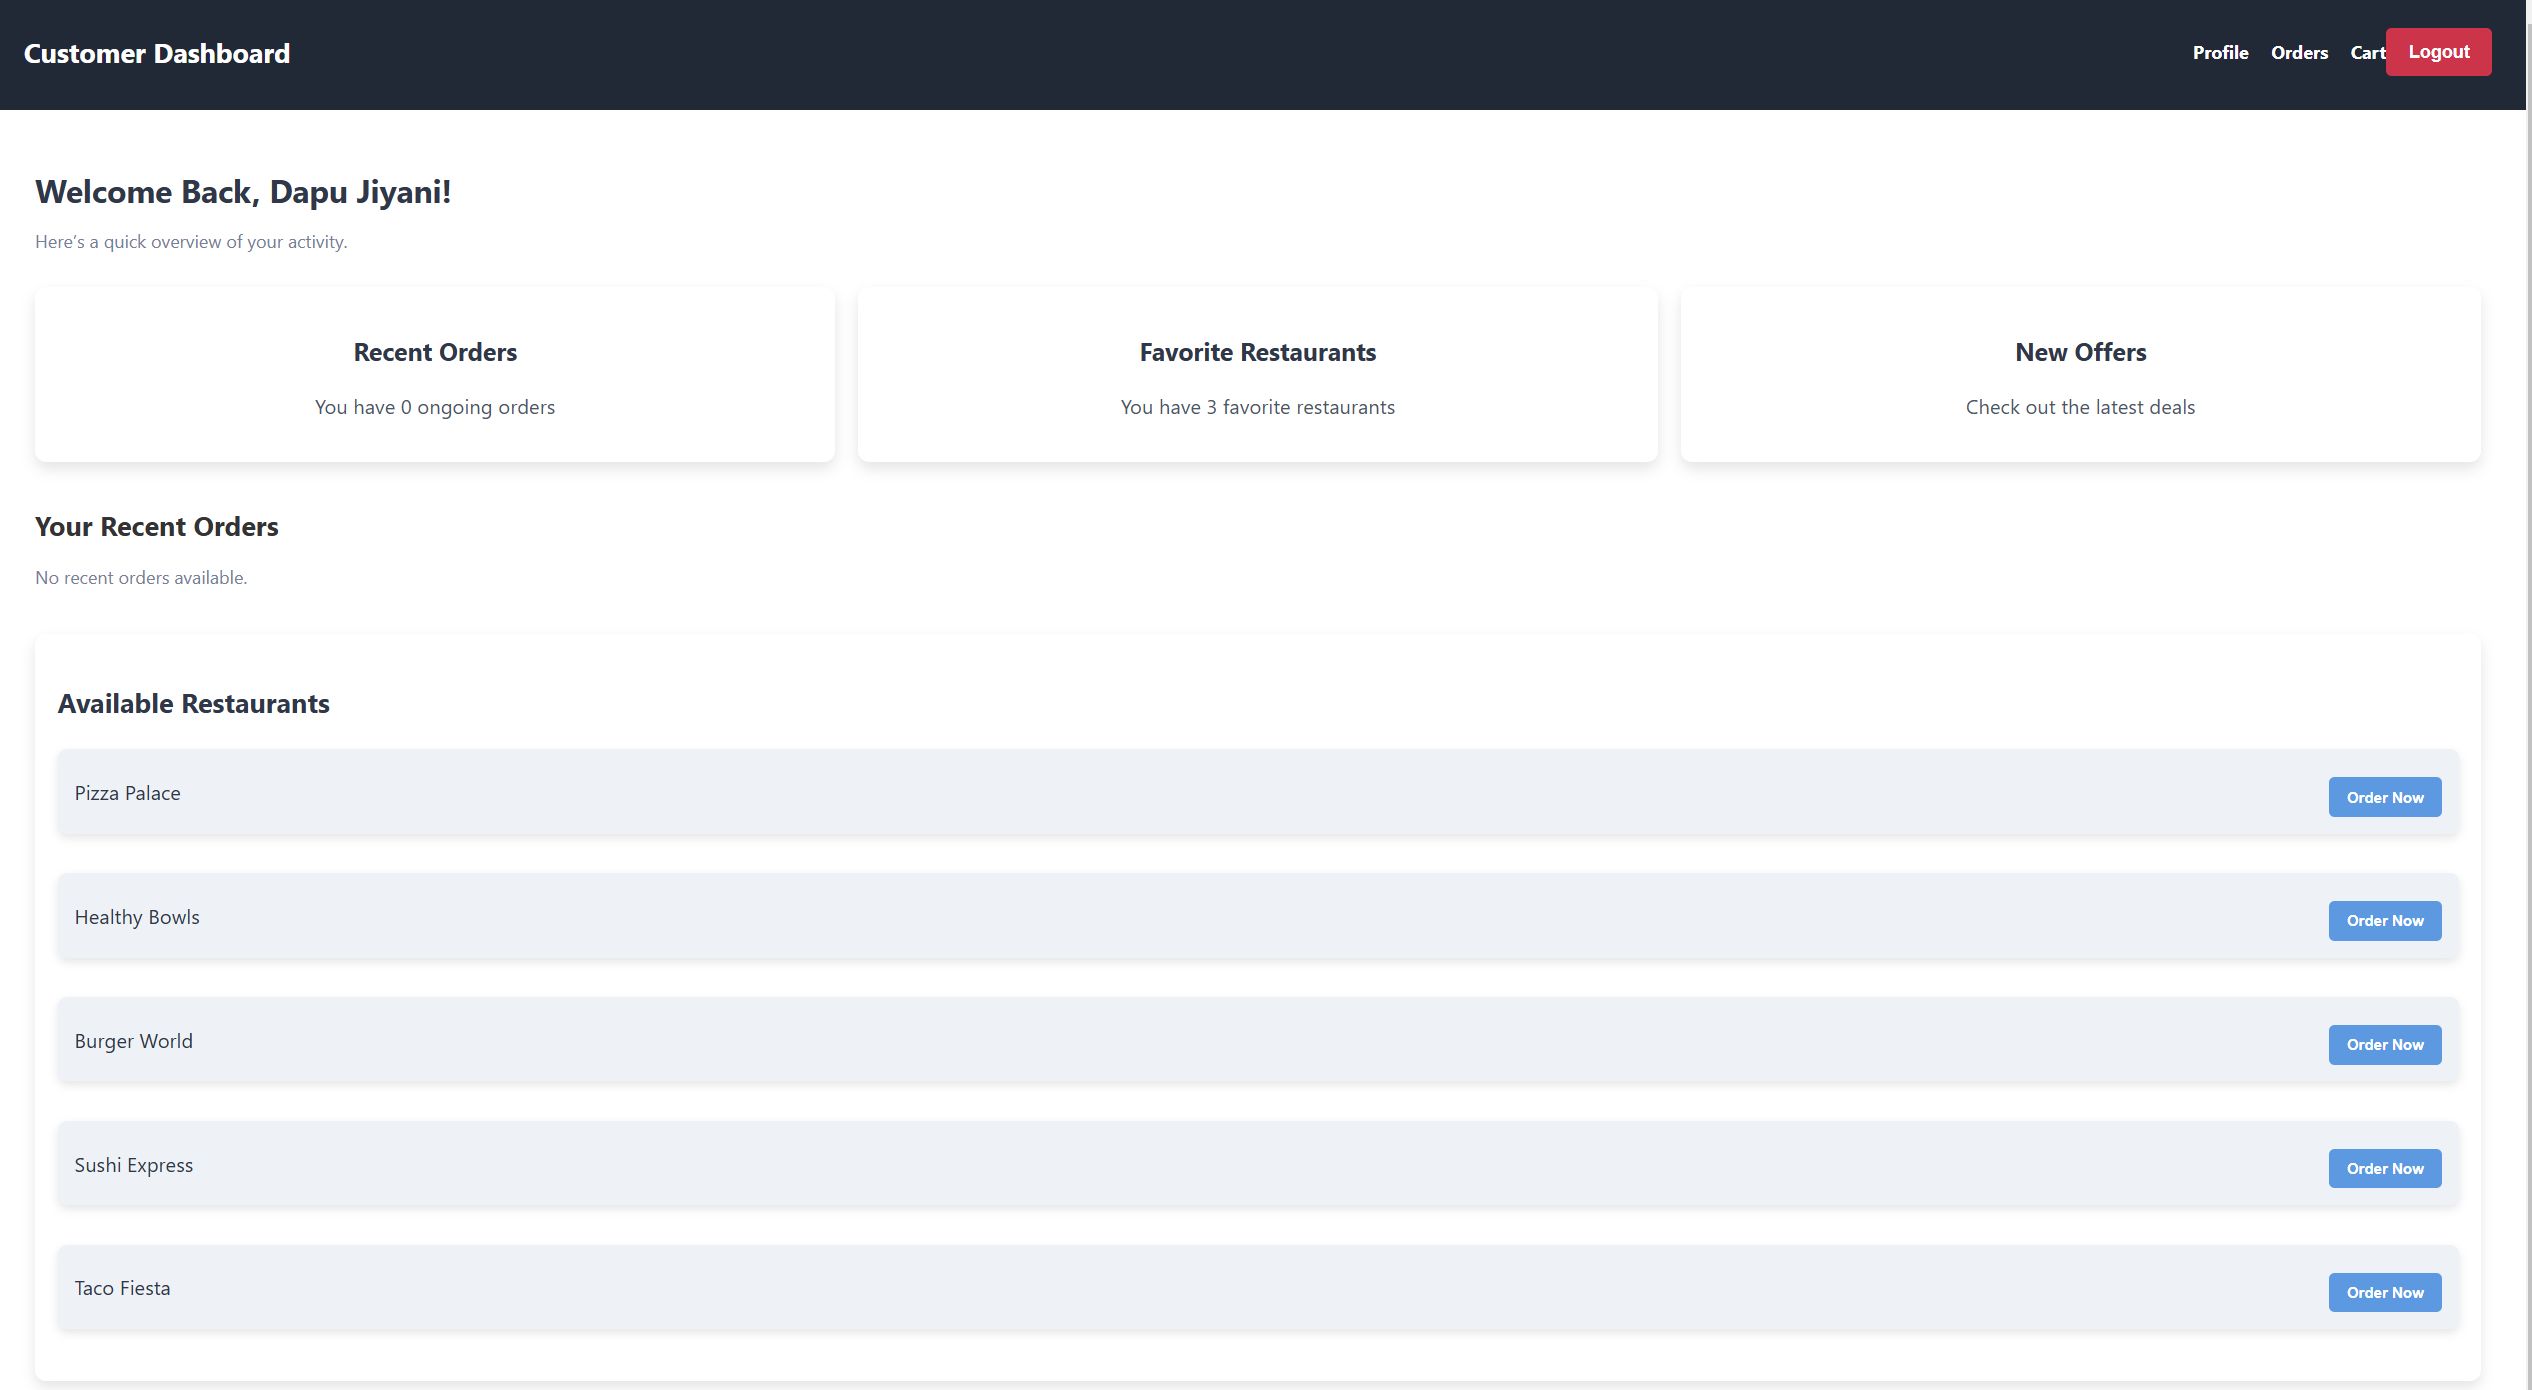 Customer Dashboard
Profile Orders Cart Logout
Welcome Back, Dapu Jiyani!
Here’s a quick overview of your activity.
Recent Orders
You have 0 ongoing orders
Favorite Restaurants
You have 3 favorite restaurants
New Offers
Check out the latest deals
Your Recent Orders
No recent orders available.
Available Restaurants
Pizza Palace
Order Now
Healthy Bowls
Order Now
Burger World
Order Now
Sushi Express
Order Now
Taco Fiesta
Order Now